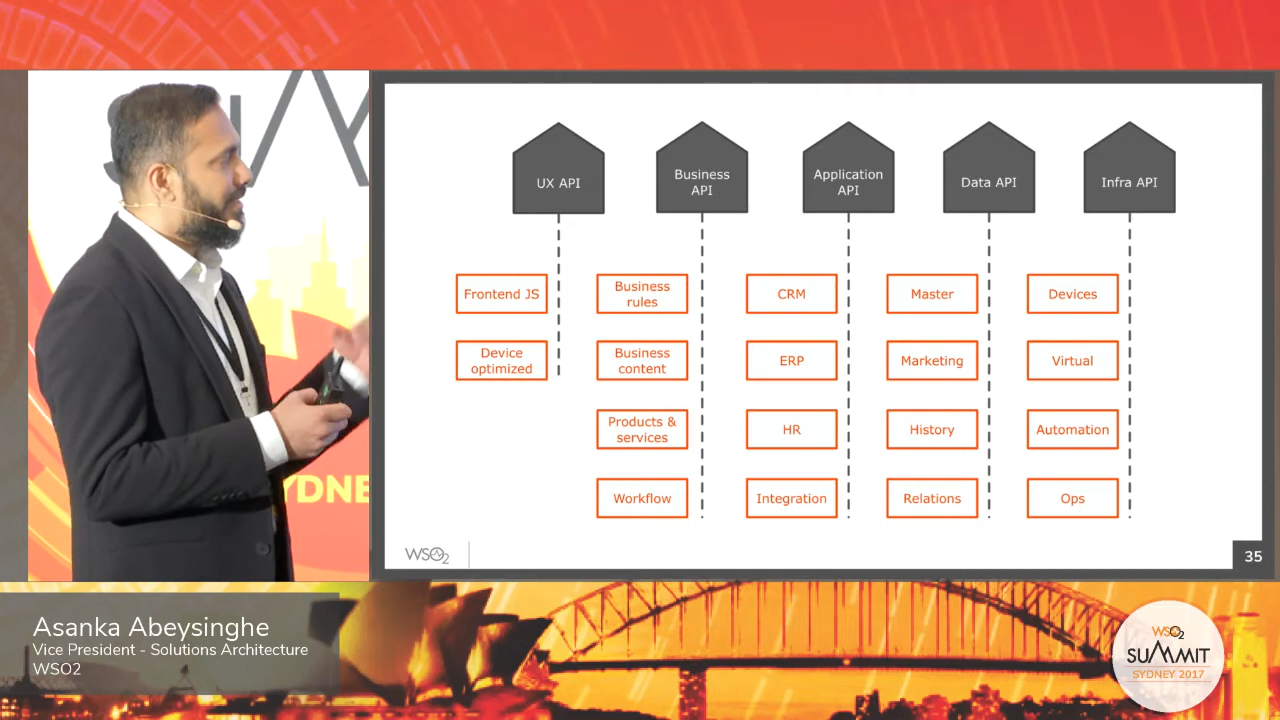 UX API
Business
API
Application
API
Data API
Infra API
Frontend JS
Business
rules
CRM
Master
Devices
Device
optimized
Business
content
ERP
Marketing
Virtual
Products &
services
HR
History
Automation
Workflow
Integration
Relations
Ops
WSO2
35
YDNE
Asanka Abeysinghe
Vice President - Solutions Architecture
WSO2
WSO2
SUMMIT
SYDNEY 2017